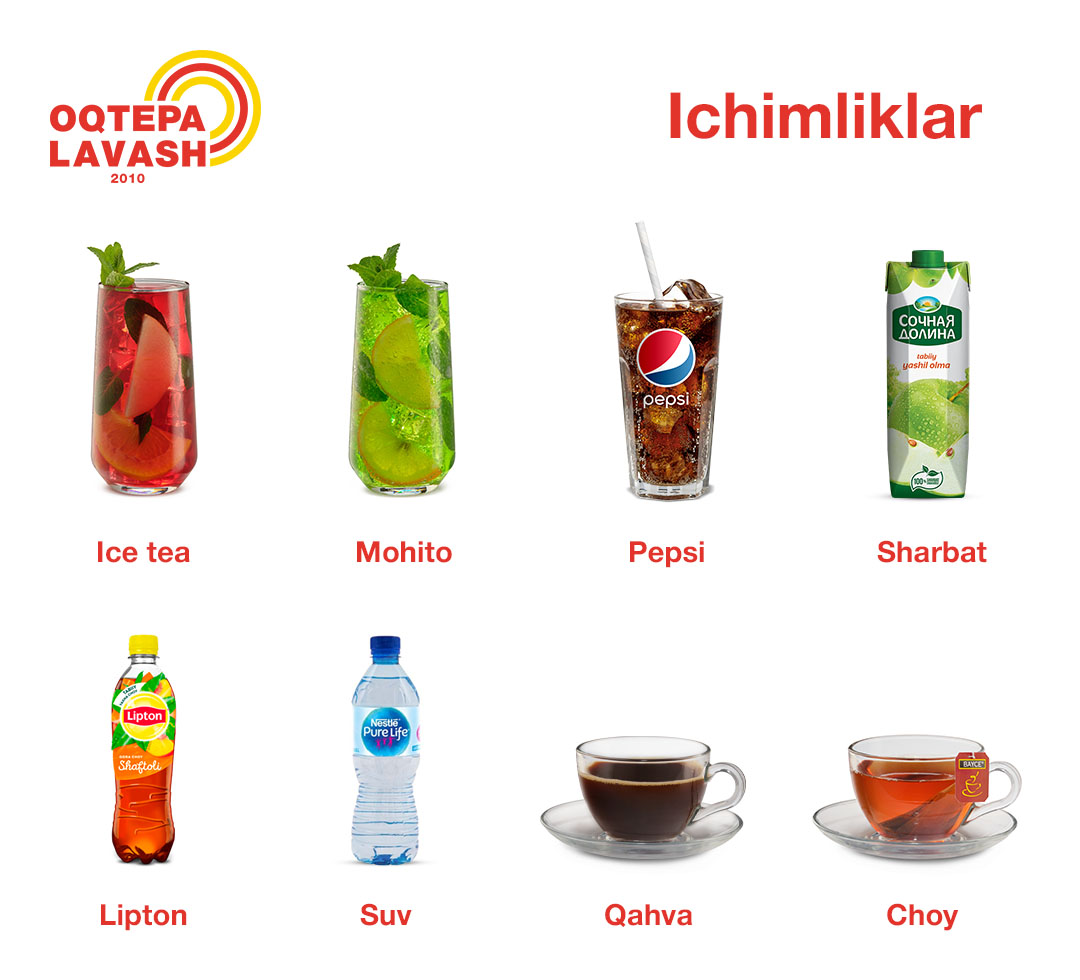 OQTEPA
LAVASH
2010
Ichimliklar
pepsi
СОЧНАЯ
ДОЛИНА
tabiiy
yashil olma
100%
Ice tea
Mohito
Pepsi
Sharbat
Lipton
Shaftoli
Nestlé
Pure Life
BAYCE
Lipton
Suv
Qahva
Choy